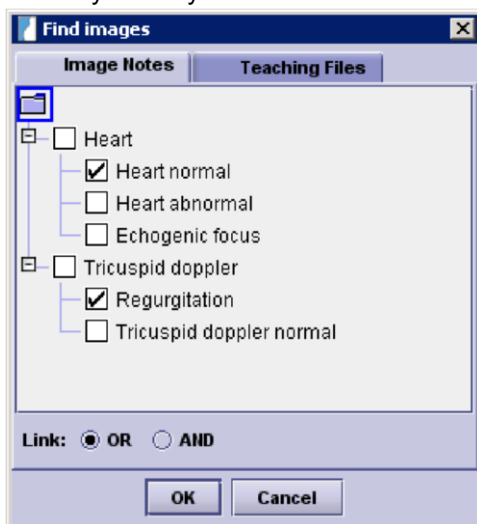 Find images
Image Notes Teaching Files
Heart
Heart normal
Heart abnormal
Echogenic focus
Tricuspid doppler
Regurgitation
Tricuspid doppler normal
Link: OR AND
OK Cancel